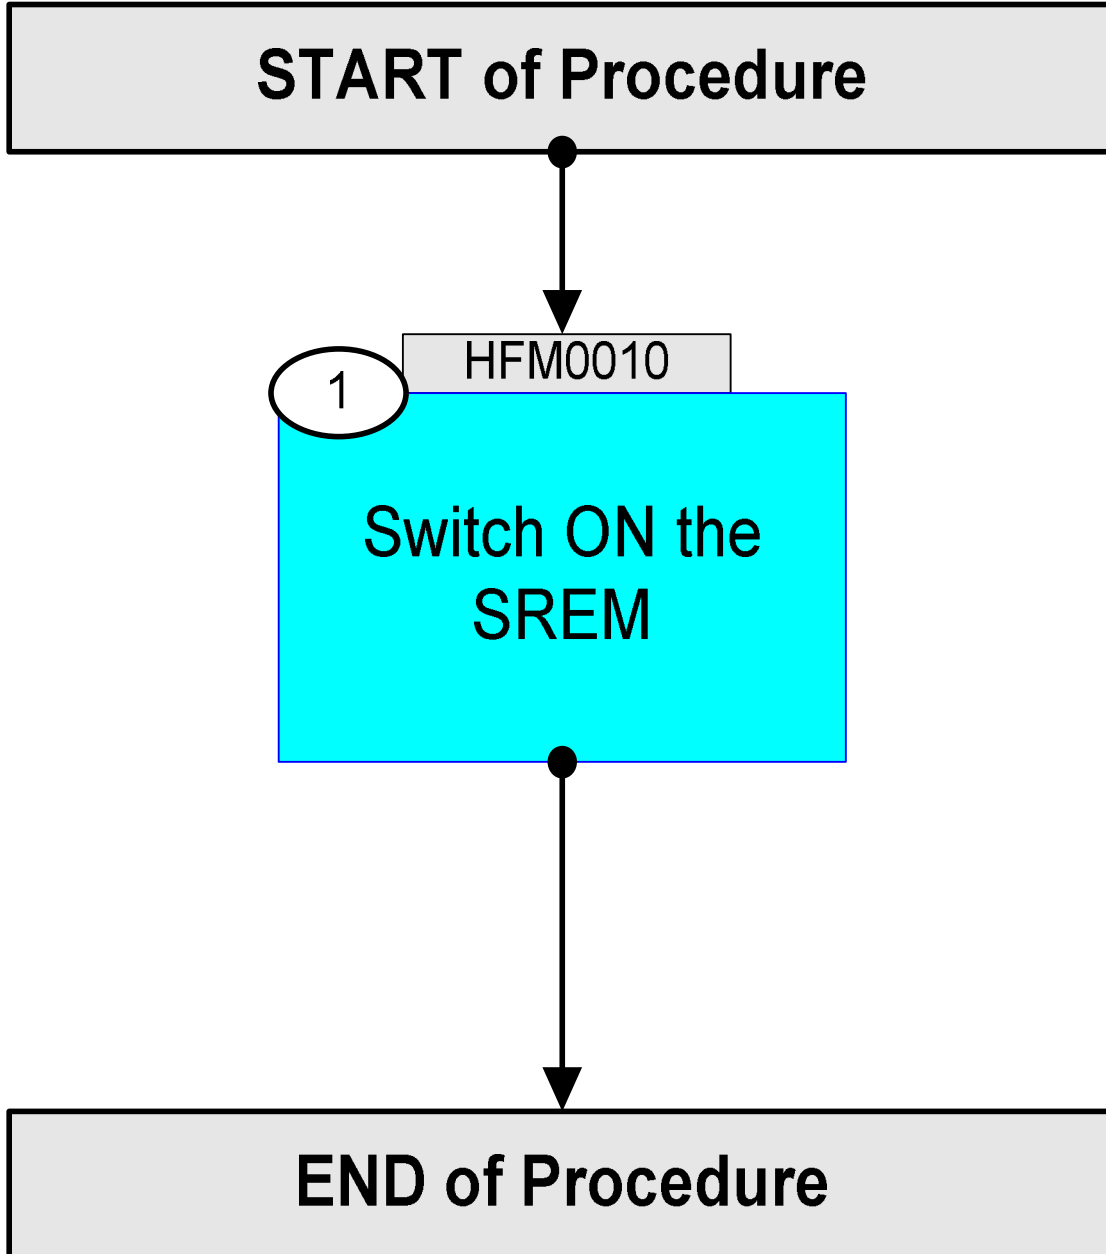 START of Procedure
HFM0010
1
Switch ON the
SREM
END of Procedure